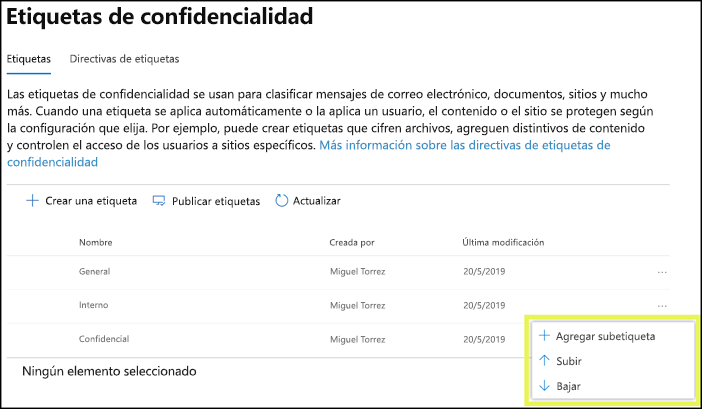 Etiquetas de confidencialidad
Etiquetas Directivas de etiquetas
Las etiquetas de confidencialidad se usan para clasificar mensajes de correo electrónico, documentos, sitios y mucho
más. Cuando una etiqueta se aplica automáticamente o la aplica un usuario, el contenido o el sitio se protegen según
la configuración que elija. Por ejemplo, puede crear etiquetas que cifren archivos, agreguen distintivos de contenido
y controlen el acceso de los usuarios a sitios específicos. Más información sobre las directivas de etiquetas de
confidencialidad
Crear una etiqueta Publicar etiquetas Actualizar
Nombre Creada por Última modificación
General Miguel Torrez 20/5/2019
Interno Miguel Torrez 20/5/2019
Confidencial Miguel Torrez 20/5/2019
Agregar subetiqueta
Subir
Bajar
Ningún elemento seleccionado